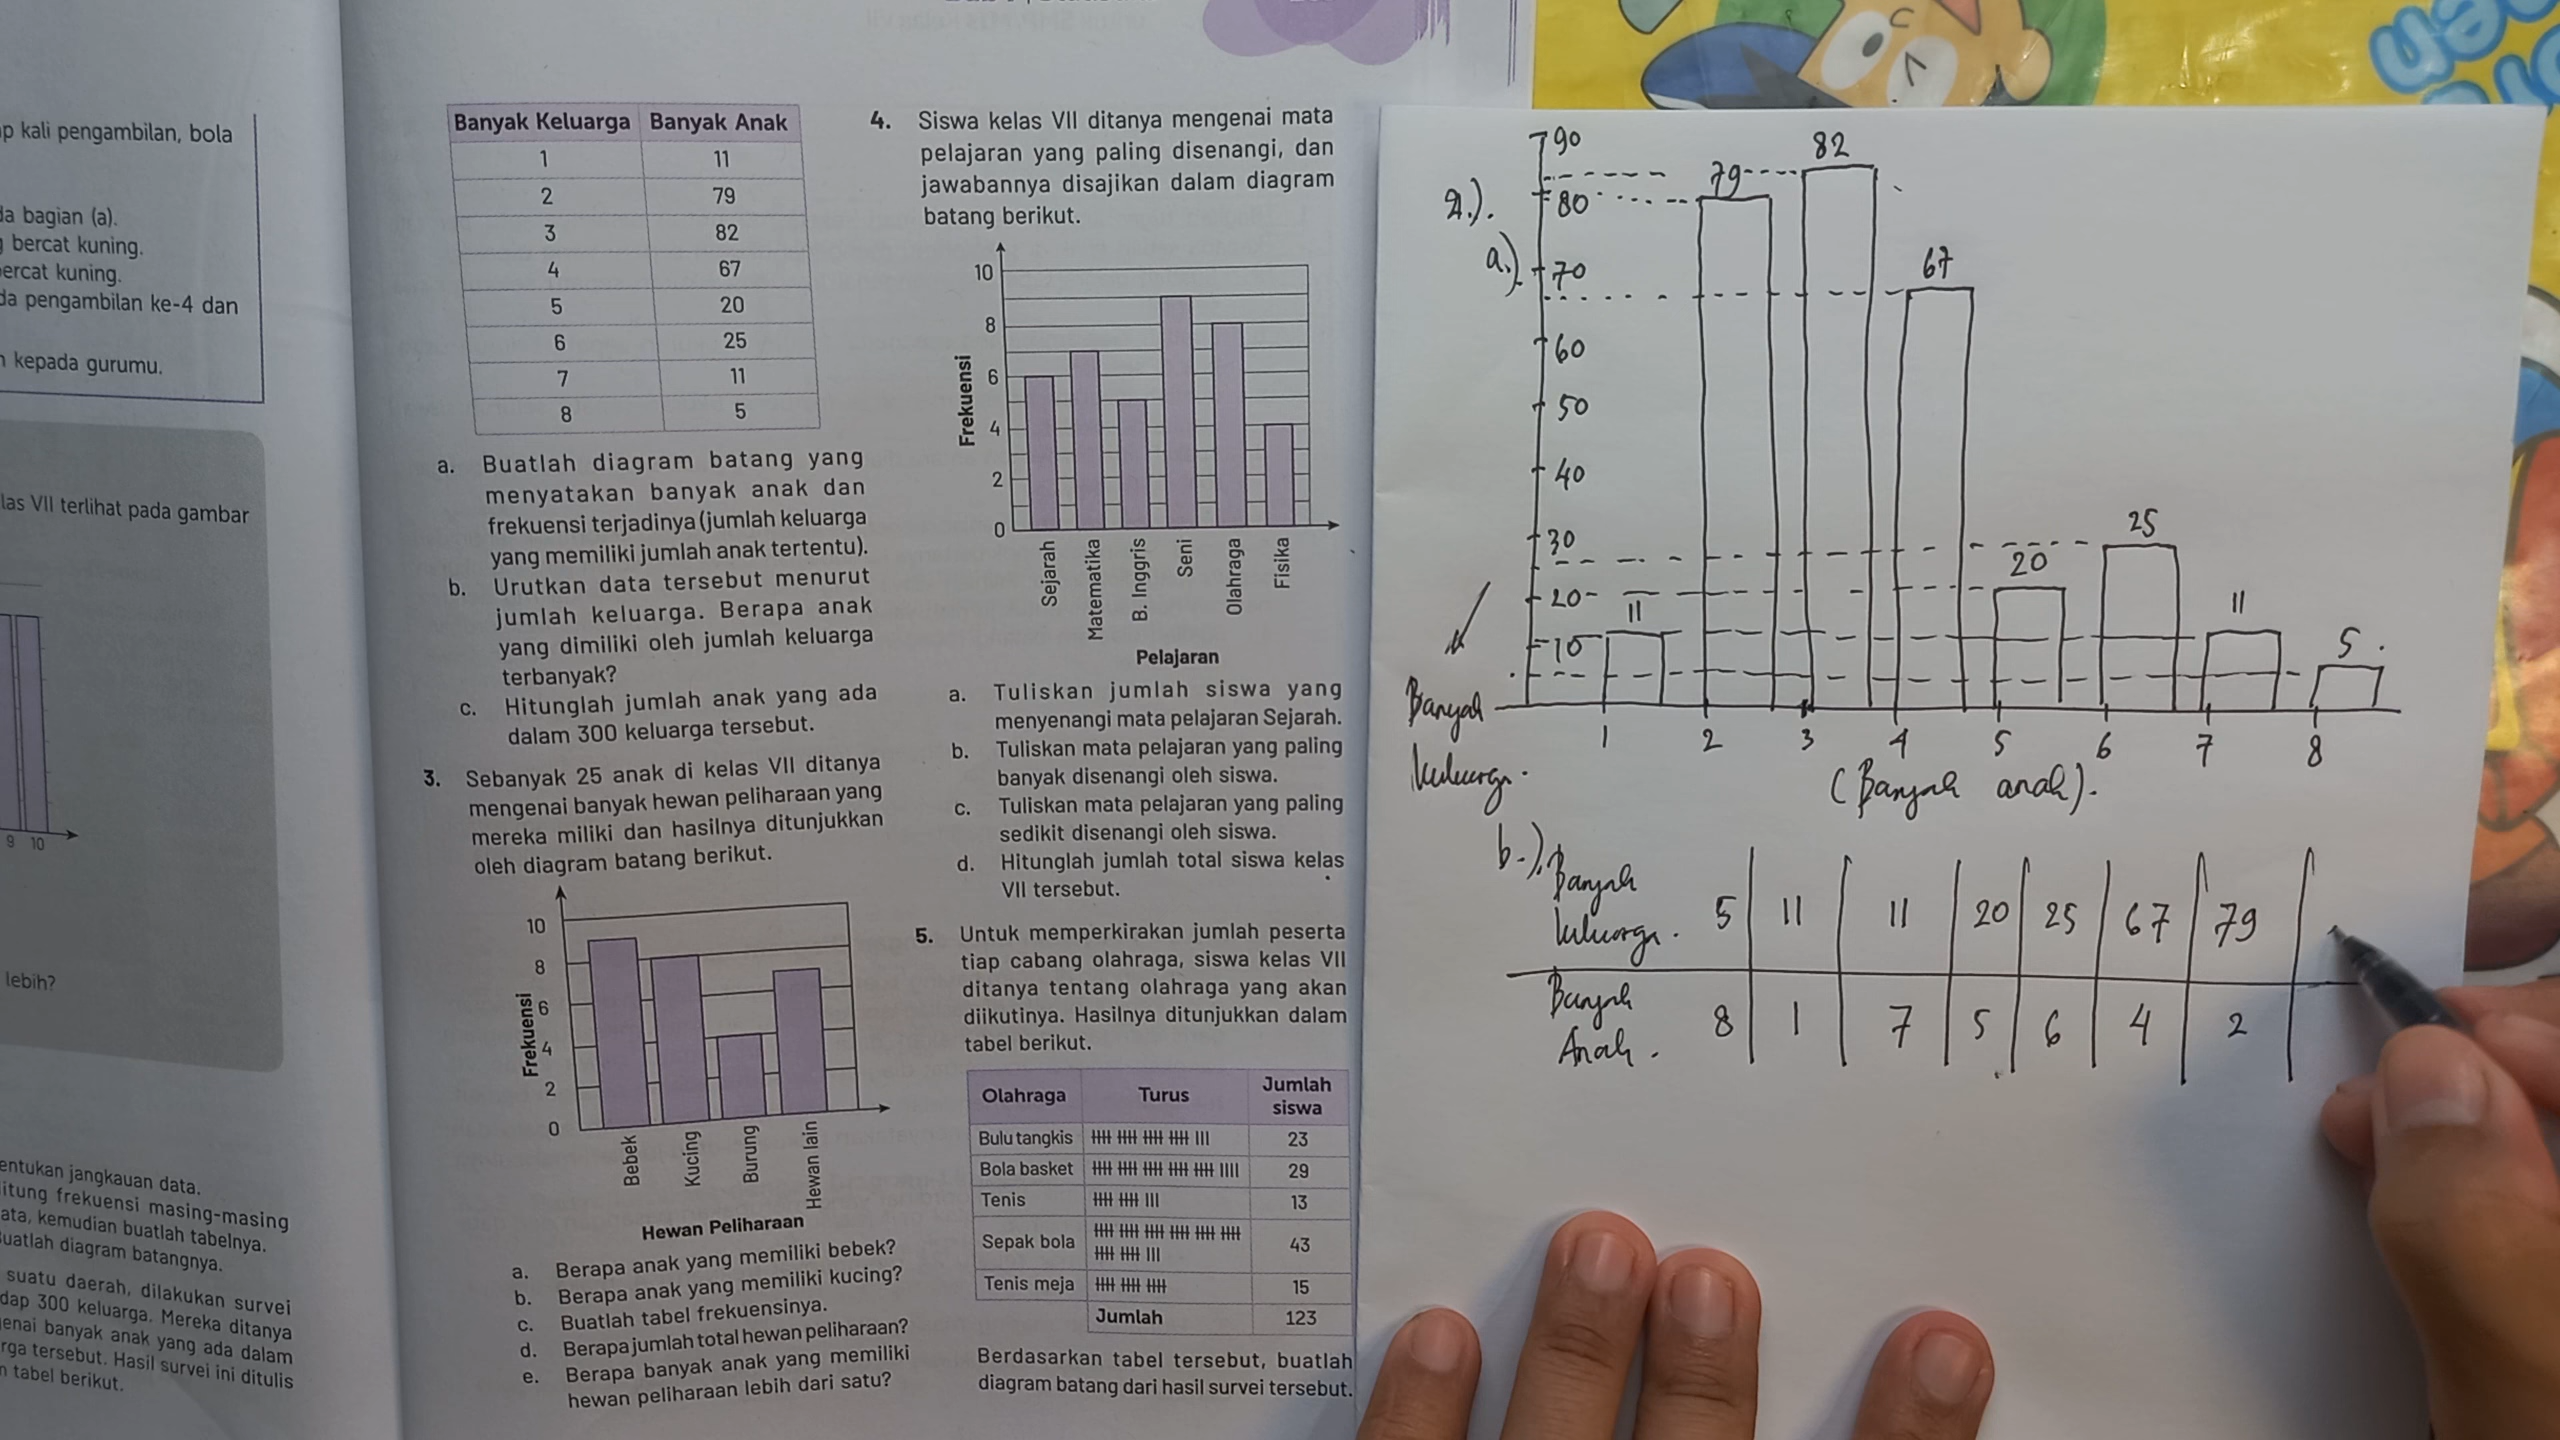 p kali pengambilan, bola
da bagian (a).
g bercat kuning.
ercat kuning.
da pengambilan ke-4 dan
n kepada gurumu.
las VII terlihat pada gambar
9 10
lebih?
entukan jangkauan data.
itung frekuensi masing-masing
ata, kemudian buatlah tabelnya.
uatlah diagram batangnya.
suatu daerah, dilakukan survei
dap 300 keluarga. Mereka ditanya
enai banyak anak yang ada dalam
rga tersebut. Hasil survei ini ditulis
n tabel berikut.
Banyak Keluarga Banyak Anak
1 11
2 79
3 82
4 67
5 20
6 25
7 11
8 5
a. Buatlah diagram batang yang
menyatakan banyak anak dan
frekuensi terjadinya (jumlah keluarga
yang memiliki jumlah anak tertentu).
b. Urutkan data tersebut menurut
jumlah keluarga. Berapa anak
yang dimiliki oleh jumlah keluarga
terbanyak?
c. Hitunglah jumlah anak yang ada
dalam 300 keluarga tersebut.
3. Sebanyak 25 anak di kelas VII ditanya
mengenai banyak hewan peliharaan yang
mereka miliki dan hasilnya ditunjukkan
oleh diagram batang berikut.
10
8
6
4
2
0
Frekuensi
Bebek
Kucing
Burung
Hewan lain
Hewan Peliharaan
a. Berapa anak yang memiliki bebek?
b. Berapa anak yang memiliki kucing?
c. Buatlah tabel frekuensinya.
d. Berapa jumlah total hewan peliharaan?
e. Berapa banyak anak yang memiliki
hewan peliharaan lebih dari satu?
4. Siswa kelas VII ditanya mengenai mata
pelajaran yang paling disenangi, dan
jawabannya disajikan dalam diagram
batang berikut.
10
8
6
4
2
0
Frekuensi
Sejarah
Matematika
B. Inggris
Seni
Olahraga
Fisika
Pelajaran
a. Tuliskan jumlah siswa yang
menyenangi mata pelajaran Sejarah.
b. Tuliskan mata pelajaran yang paling
banyak disenangi oleh siswa.
c. Tuliskan mata pelajaran yang paling
sedikit disenangi oleh siswa.
d. Hitunglah jumlah total siswa kelas
VII tersebut.
5. Untuk memperkirakan jumlah peserta
tiap cabang olahraga, siswa kelas VII
ditanya tentang olahraga yang akan
diikutinya. Hasilnya ditunjukkan dalam
tabel berikut.
Olahraga Turus Jumlah
siswa
Bulu tangkis 23
Bola basket 29
Tenis 13
Sepak bola 43
Tenis meja 15
Jumlah 123
Berdasarkan tabel tersebut, buatlah
diagram batang dari hasil survei tersebut.
2.).
a.).
90
80
70
60
50
40
30
20
10
11
79
82
67
20
25
11
5
Banyak
keluarga.
1 2 3 4 5 6 7 8
(Banyak anak).
b.). Banyak
keluarga. 5 11 11 20 25 67 79
Banyak
Anak. 8 1 7 5 6 4 2